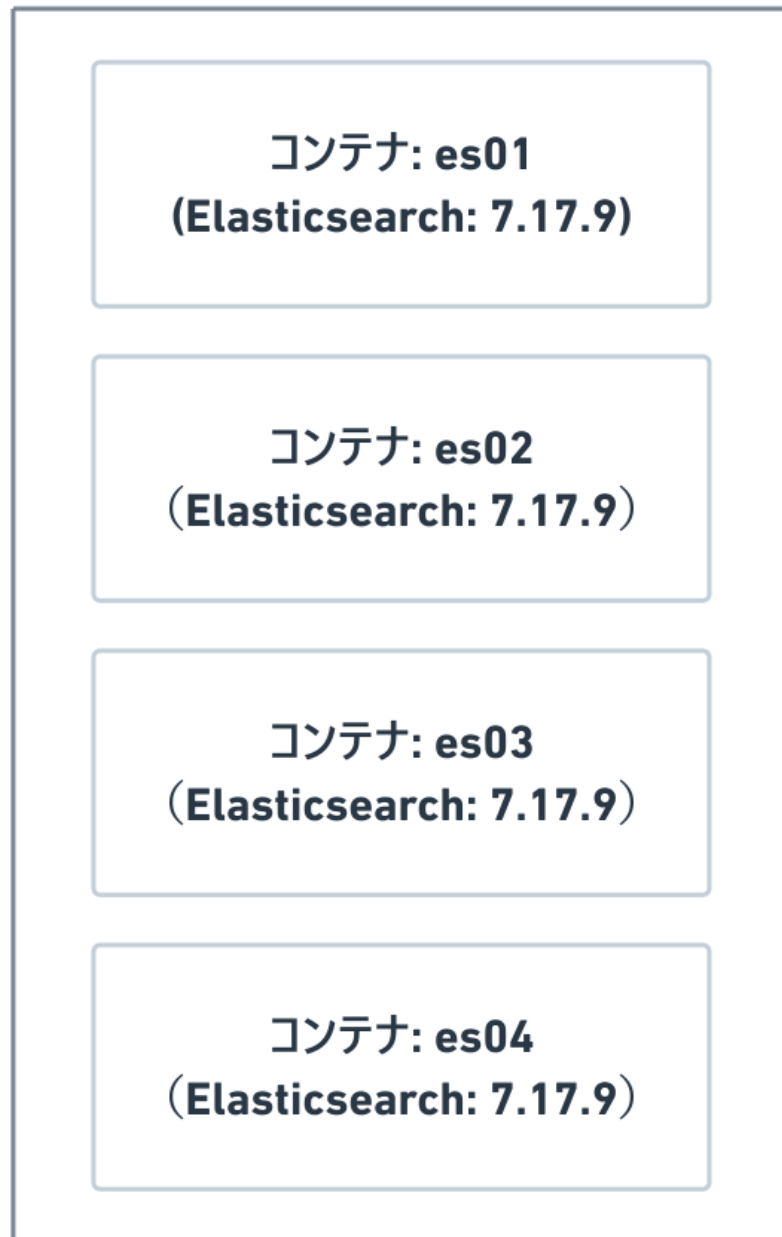 コンテナ: es01
(Elasticsearch: 7.17.9)
コンテナ: es02
（Elasticsearch: 7.17.9）
コンテナ: es03
（Elasticsearch: 7.17.9）
コンテナ: es04
（Elasticsearch: 7.17.9）